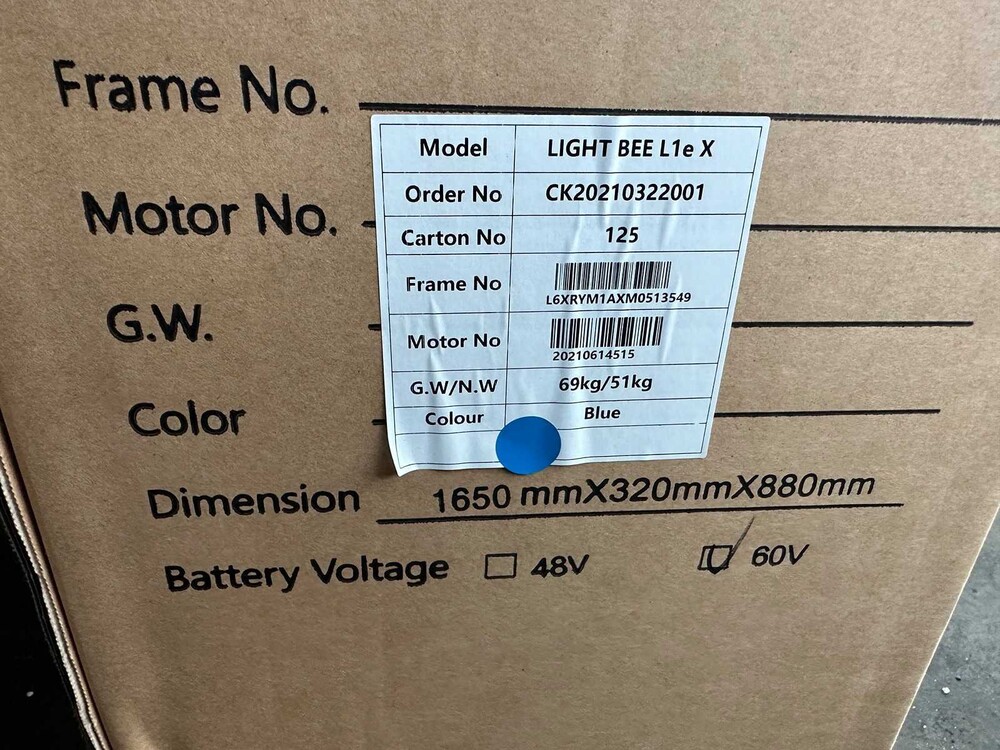 Frame No.
Model LIGHT BEE L1e X
Order No CK20210322001
Motor No.
Carton No 125
Frame No L6XRYM1AXM0513549
G.W.
Motor No 20210614515
G.W/N.W 69kg/51kg
Color
Colour Blue
Dimension 1650 mmX320mmX880mm
Battery Voltage 48V 60V